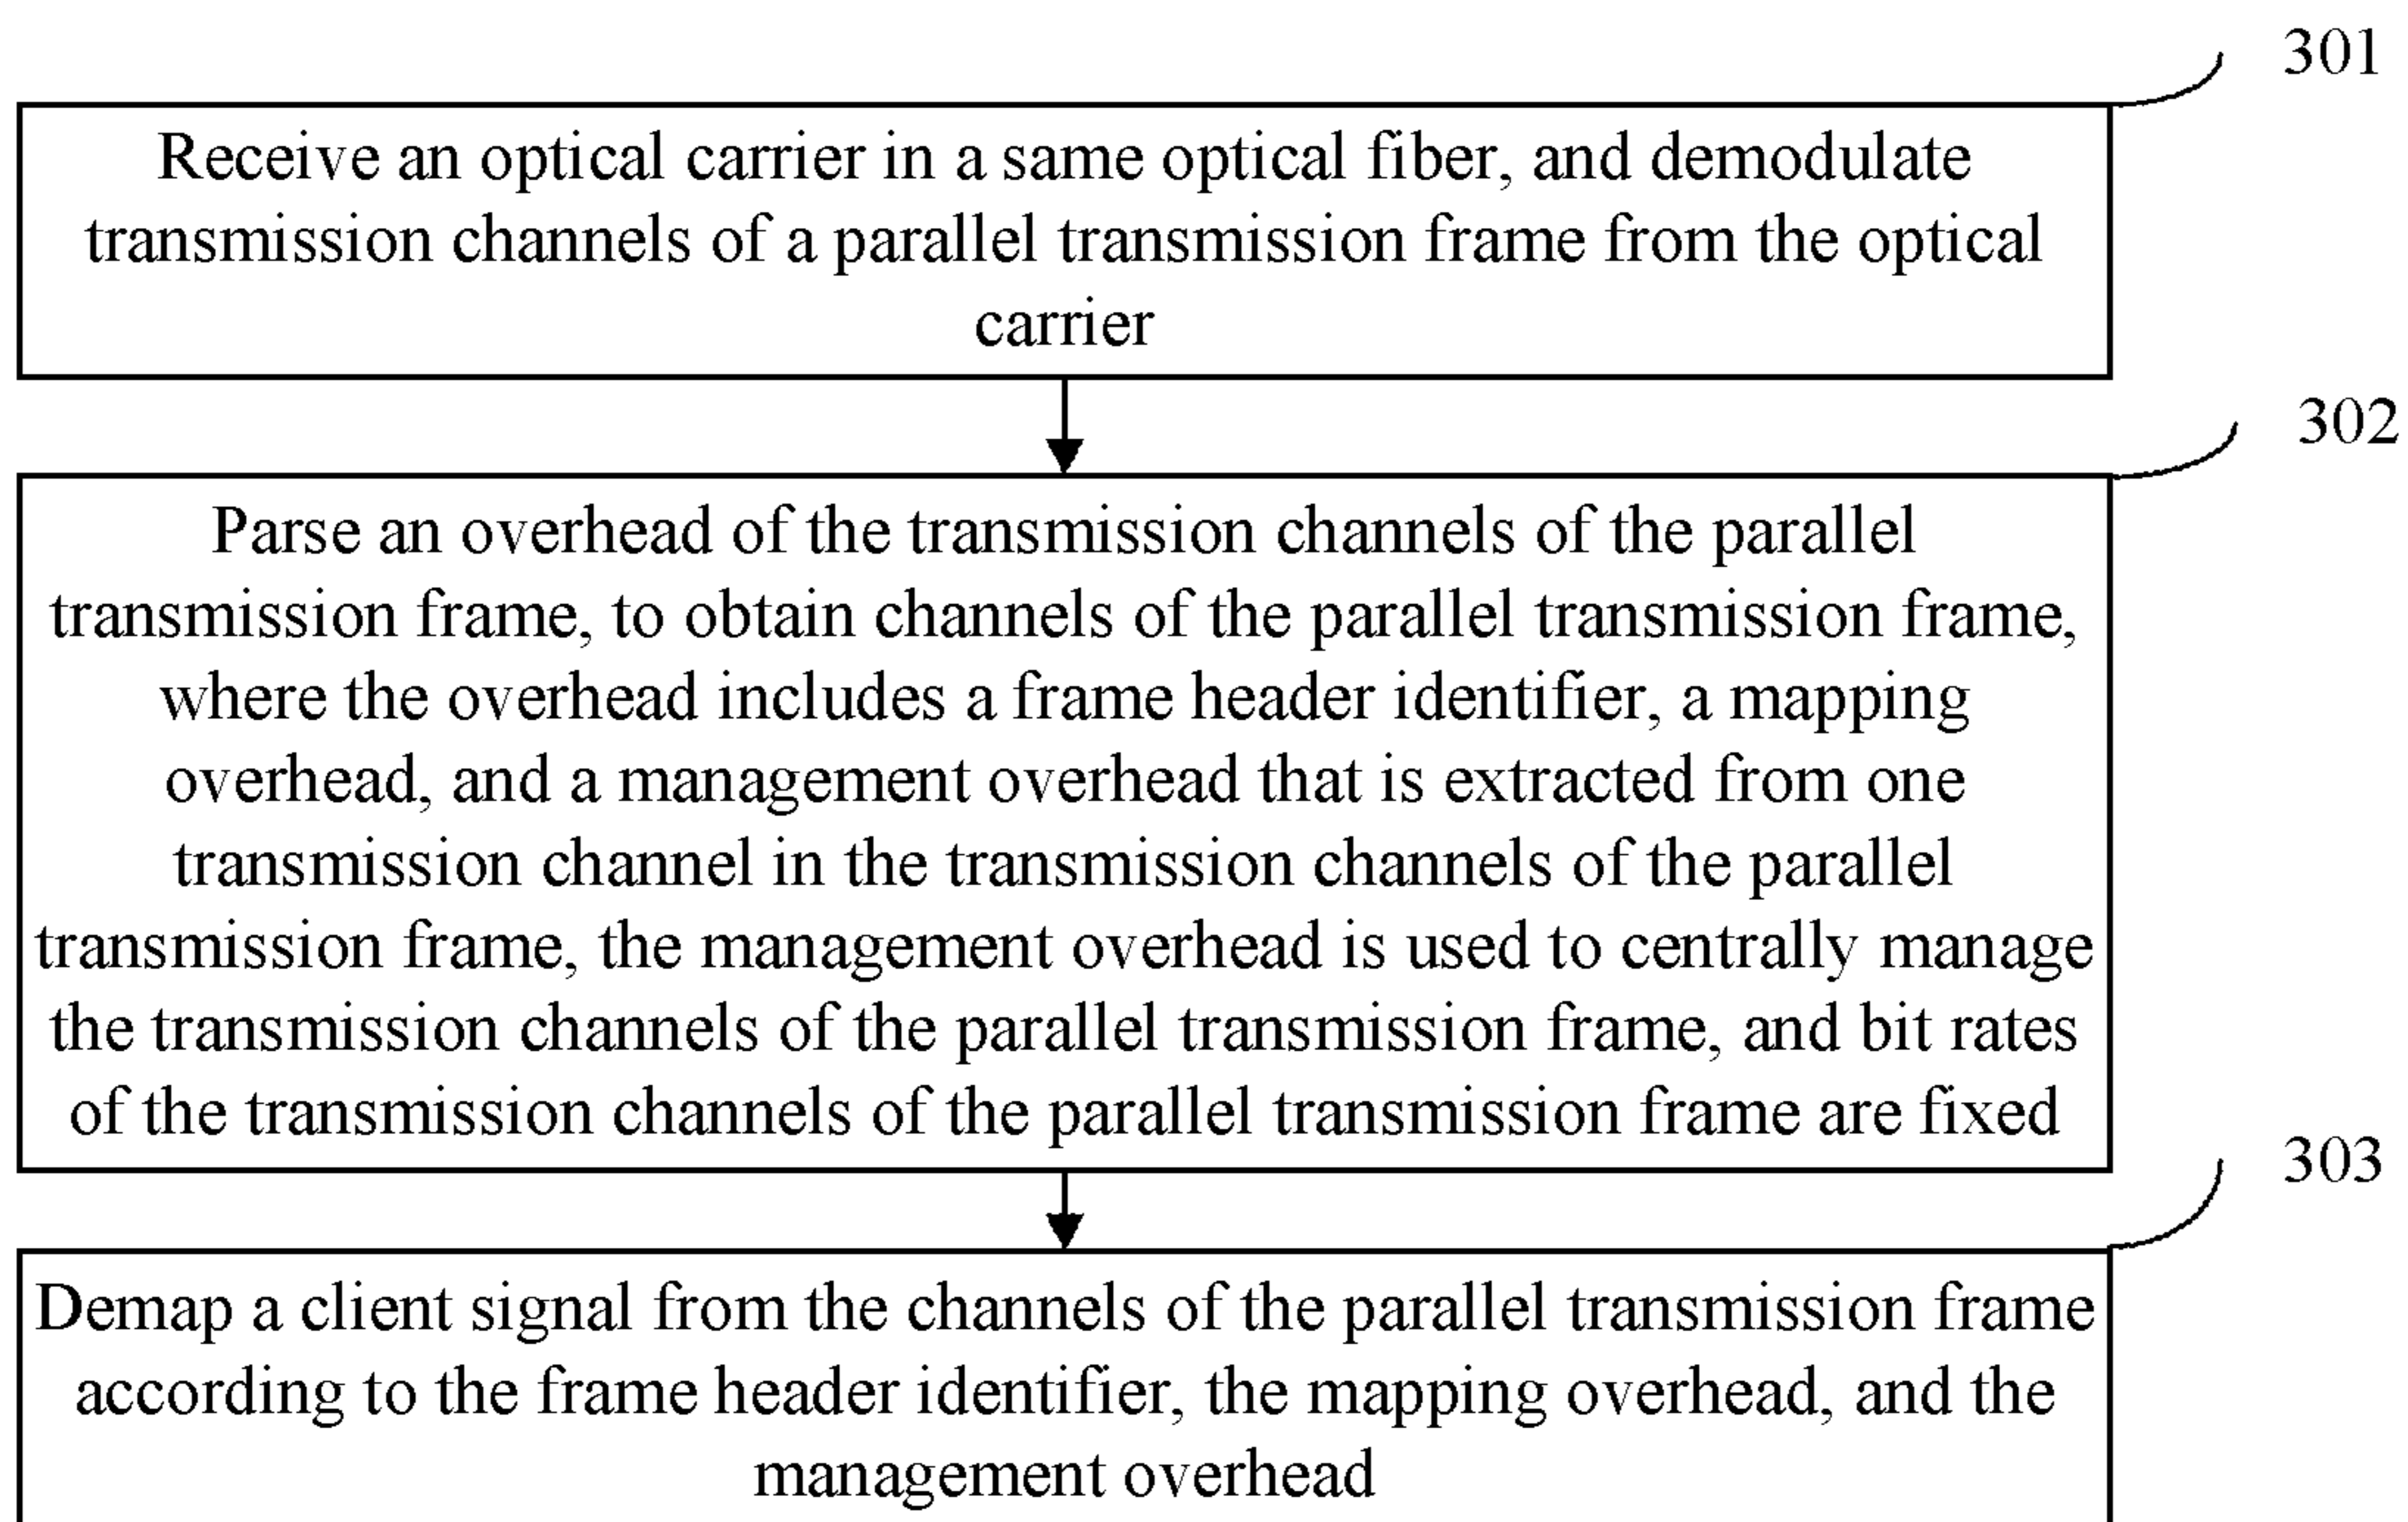 301
Receive an optical carrier in a same optical fiber, and demodulate
transmission channels of a parallel transmission frame from the optical
carrier
302
Parse an overhead of the transmission channels of the parallel
transmission frame, to obtain channels of the parallel transmission frame,
where the overhead includes a frame header identifier, a mapping
overhead, and a management overhead that is extracted from one
transmission channel in the transmission channels of the parallel
transmission frame, the management overhead is used to centrally manage
the transmission channels of the parallel transmission frame, and bit rates
of the transmission channels of the parallel transmission frame are fixed
303
Demap a client signal from the channels of the parallel transmission frame
according to the frame header identifier, the mapping overhead, and the
management overhead